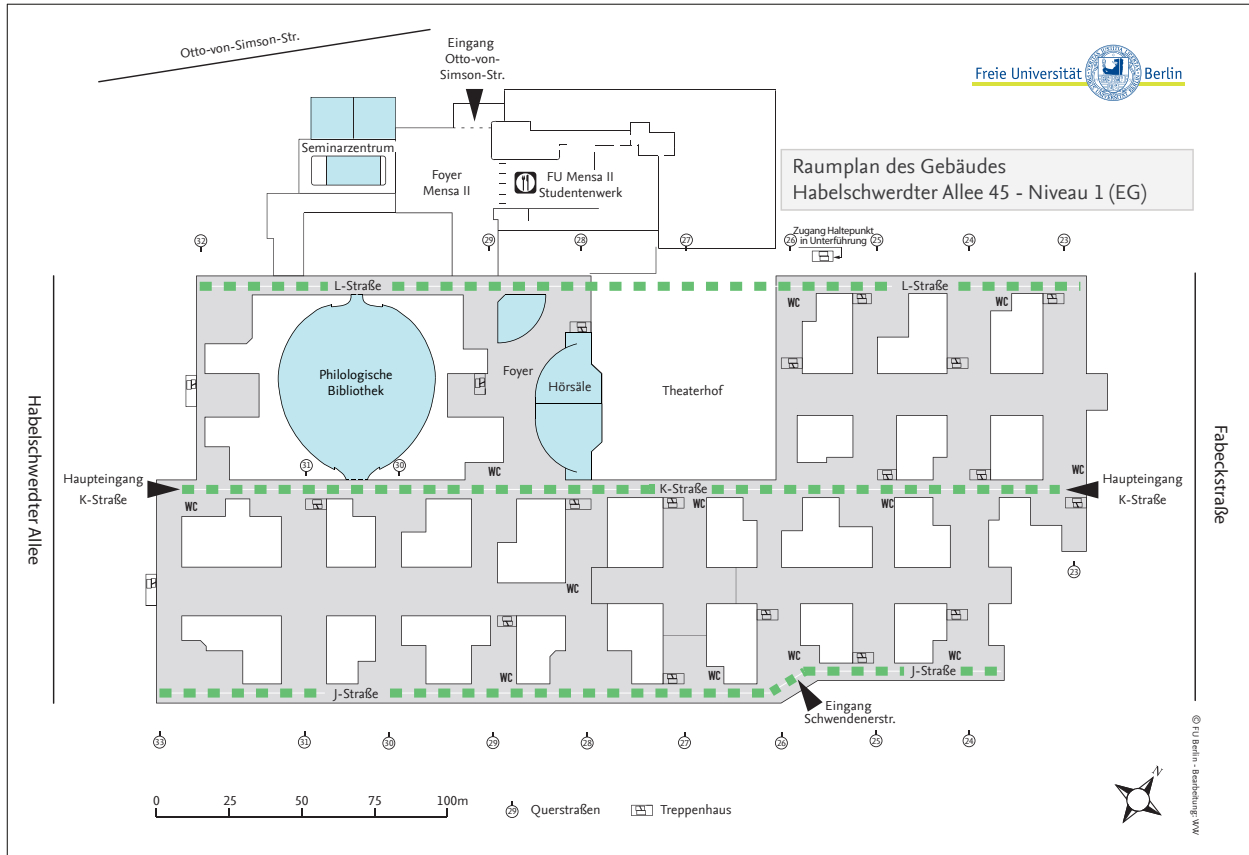 Otto-von-Simson-Str.
Eingang
Otto-von-
Simson-Str.
Freie Universität Berlin
Seminarzentrum
Foyer
Mensa II
FU Mensa II
Studentenwerk
Raumplan des Gebäudes
Habelschwerdter Allee 45 - Niveau 1 (EG)
Zugang Haltepunkt
in Unterführung
32
29
28
27
26
25
24
23
L-Straße
L-Straße
WC
WC
Philologische
Bibliothek
Foyer
Hörsäle
Theaterhof
Habelschwerdter Allee
Fabeckstraße
31
30
WC
WC
Haupteingang
K-Straße
K-Straße
Haupteingang
K-Straße
WC
WC
WC
23
WC
WC
WC
WC
WC
WC
J-Straße
J-Straße
Eingang
Schwendenerstr.
33
31
30
29
28
27
26
25
24
0
25
50
75
100m
29 Querstraßen
Treppenhaus
N
© FU Berlin - Bearbeitung: WW